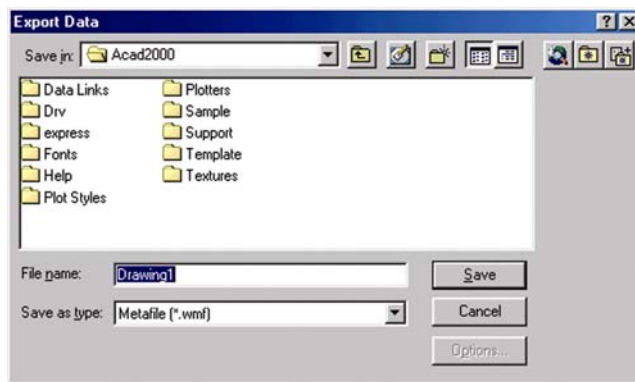 Export Data
Save in: Acad2000
Data Links Plotters
Drv Sample
express Support
Fonts Template
Help Textures
Plot Styles
File name: Drawing1 Save
Save as type: Metafile (*.wmf) Cancel
Options...